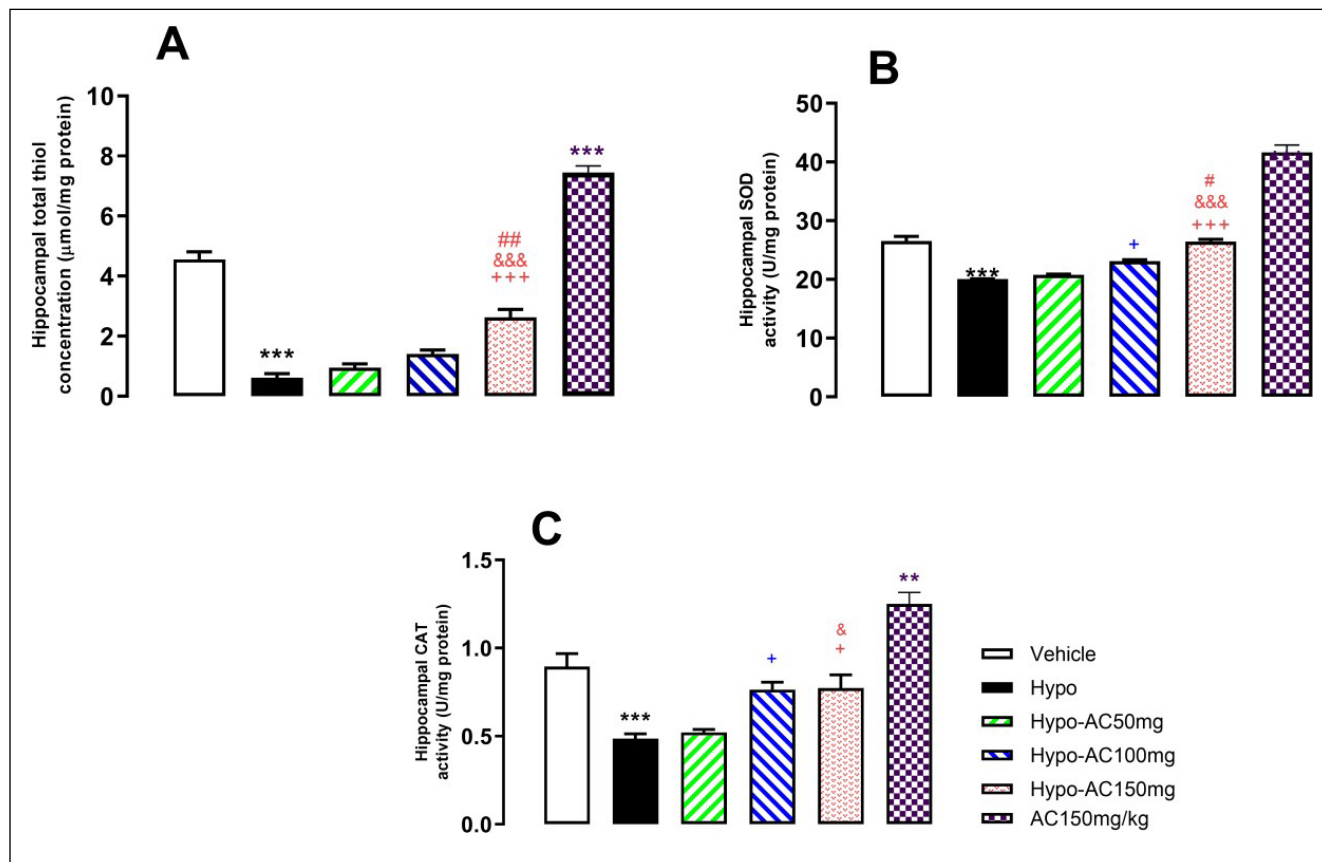 A
Hippocampal total thiol
concentration (μmol/mg protein)
10
8
6
4
2
0
***
##
&&&
+++
***
B
Hippocampal SOD
activity (U/mg protein)
50
40
30
20
10
0
***
+
#
&&&
+++
C
Hippocampal CAT
activity (U/mg protein)
1.5
1.0
0.5
0.0
***
+
&
+
**
Vehicle
Hypo
Hypo-AC50mg
Hypo-AC100mg
Hypo-AC150mg
AC150mg/kg